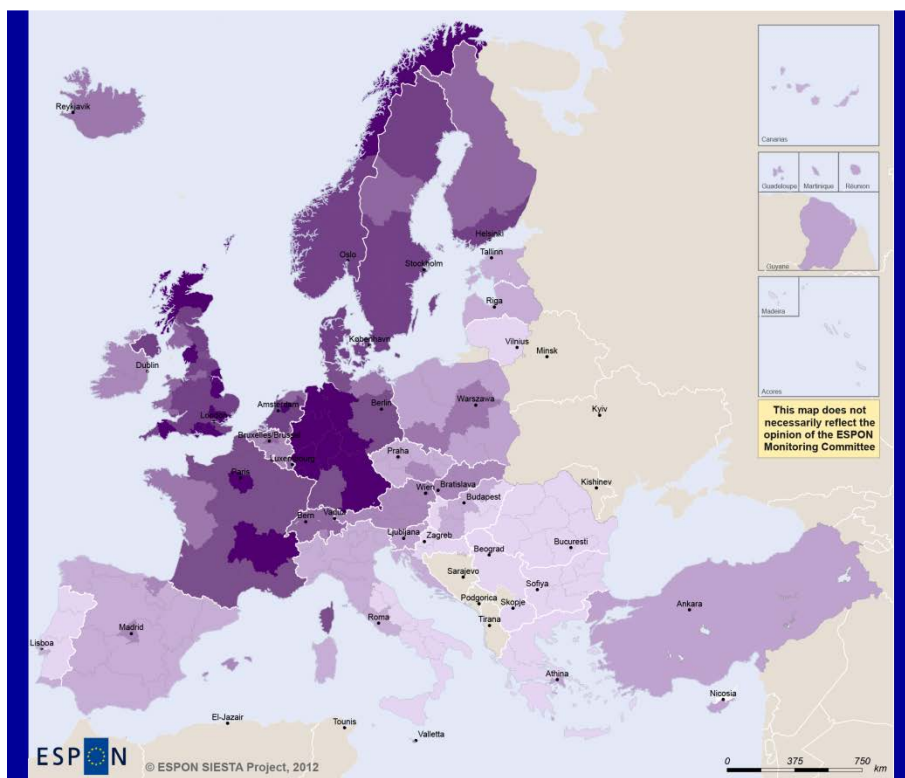 Reykjavik
Canarias
Guadeloupe
Martinique
Réunion
Helsinki
Oslo
Tallinn
Stockholm
Guyane
Riga
Madeira
København
Vilnius
Dublin
Minsk
Acores
Amsterdam
Berlin
Warszawa
London
This map does not
necessarily reflect the
opinion of the ESPON
Monitoring Committee
Kyiv
Bruxelles/Brussel
Luxembourg
Praha
Paris
Kishinev
Wien
Bratislava
Budapest
Bern
Vaduz
Ljubljana
Zagreb
Beograd
Bucuresti
Sarajevo
Sofiya
Podgorica
Skopje
Ankara
Roma
Madrid
Tirana
Lisboa
Athina
Nicosia
El-Jazair
Tounis
Valletta
ESPON
© ESPON SIESTA Project, 2012
0 375 750
km